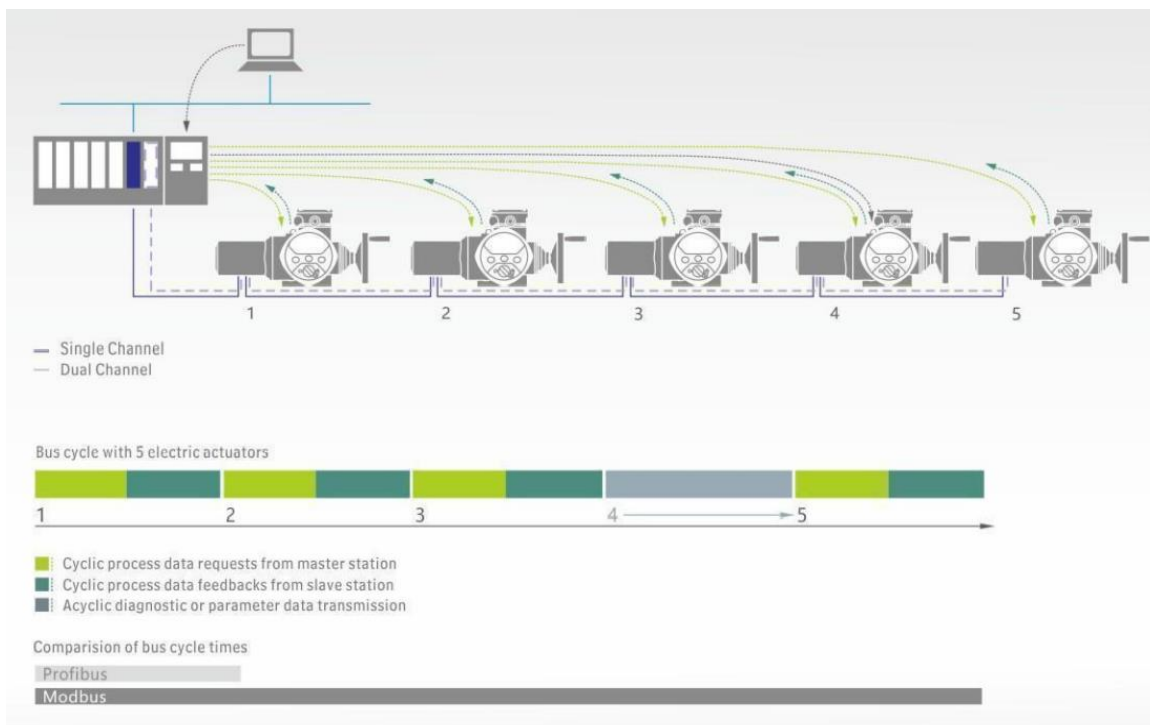 1 2 3 4 5
Single Channel
Dual Channel
Bus cycle with 5 electric actuators
1 2 3 4 5
Cyclic process data requests from master station
Cyclic process data feedbacks from slave station
Acyclic diagnostic or parameter data transmission
Comparision of bus cycle times
Profibus
Modbus